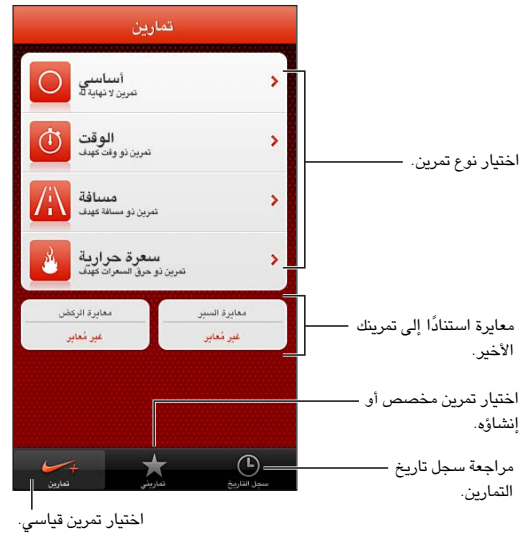 تمارين
أساسي
تمرين لا نهاية له
الوقت
تمرين ذو وقت كهدف
مسافة
تمرين ذو مسافة كهدف
سعرة حرارية
تمرين ذو حرق السعرات كهدف
اختيار نوع تمرين.
معايرة السير
غير مُعاير
معايرة الركض
غير مُعاير
معايرة استنادًا إلى تمرينك
الأخير.
اختيار تمرين مخصص أو
إنشاؤه.
مراجعة سجل تاريخ
التمارين.
سجل التاريخ
تماريني
تمارين
اختيار تمرين قياسي.